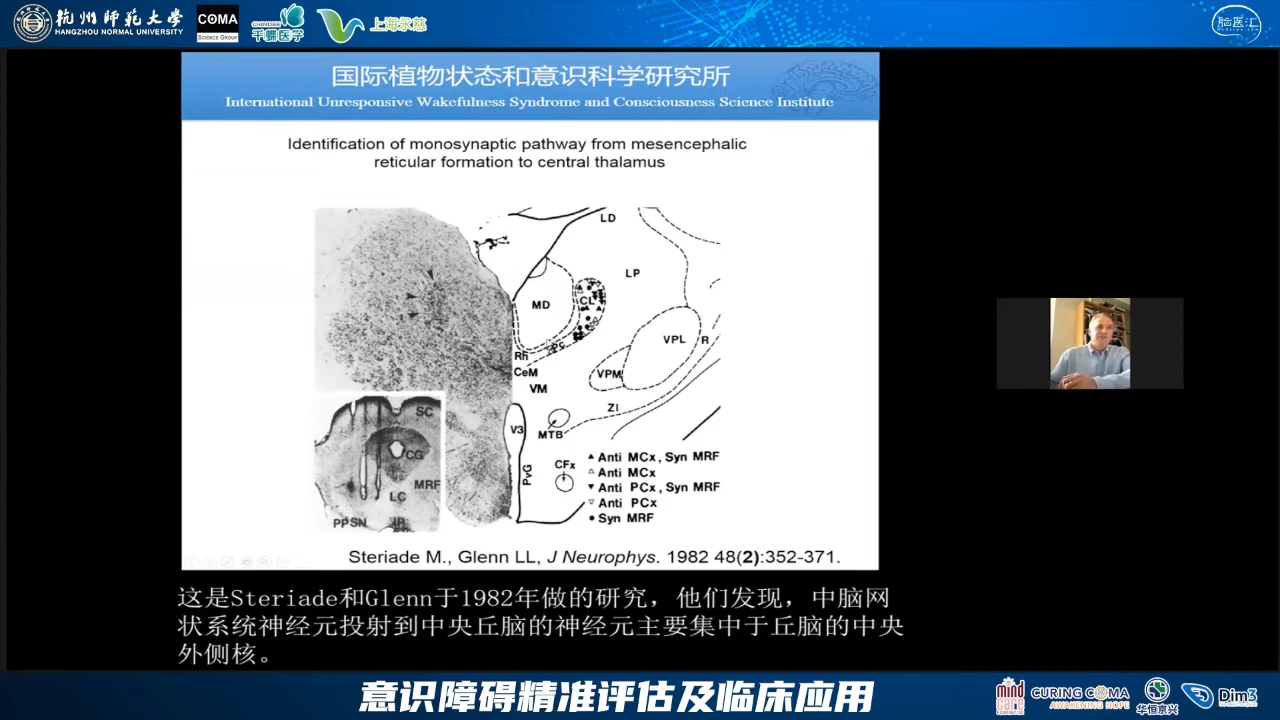 杭州师范大学
HANGZHOU NORMAL UNIVERSITY
COMA
SCIENCE GROUP
CHINDEE
千帆医学
上海永慈
脑医汇
国际植物状态和意识科学研究所
International Unresponsive Wakefulness Syndrome and Consciousness Science Institute
Identification of monosynaptic pathway from mesencephalic
reticular formation to central thalamus
LD
LP
MD
CL
VPL
R
Pc
Rh
CeM
VPM
VM
ZI
SC
V3
MTB
CG
CFx
PvG
MRF
LC
PPSN
IR
▲ Anti MCx, Syn MRF
△ Anti MCx
▼ Anti PCx, Syn MRF
▽ Anti PCx
● Syn MRF
Steriade M., Glenn LL, J Neurophys. 1982 48(2):352-371.
这是Steriade和Glenn于1982年做的研究，他们发现，中脑网
状系统神经元投射到中央丘脑的神经元主要集中于丘脑的中央
外侧核。
意识障碍精准评估及临床应用
mind
care
CURING COMA
AWAKENING HOPE
华恒京兴
Dim3